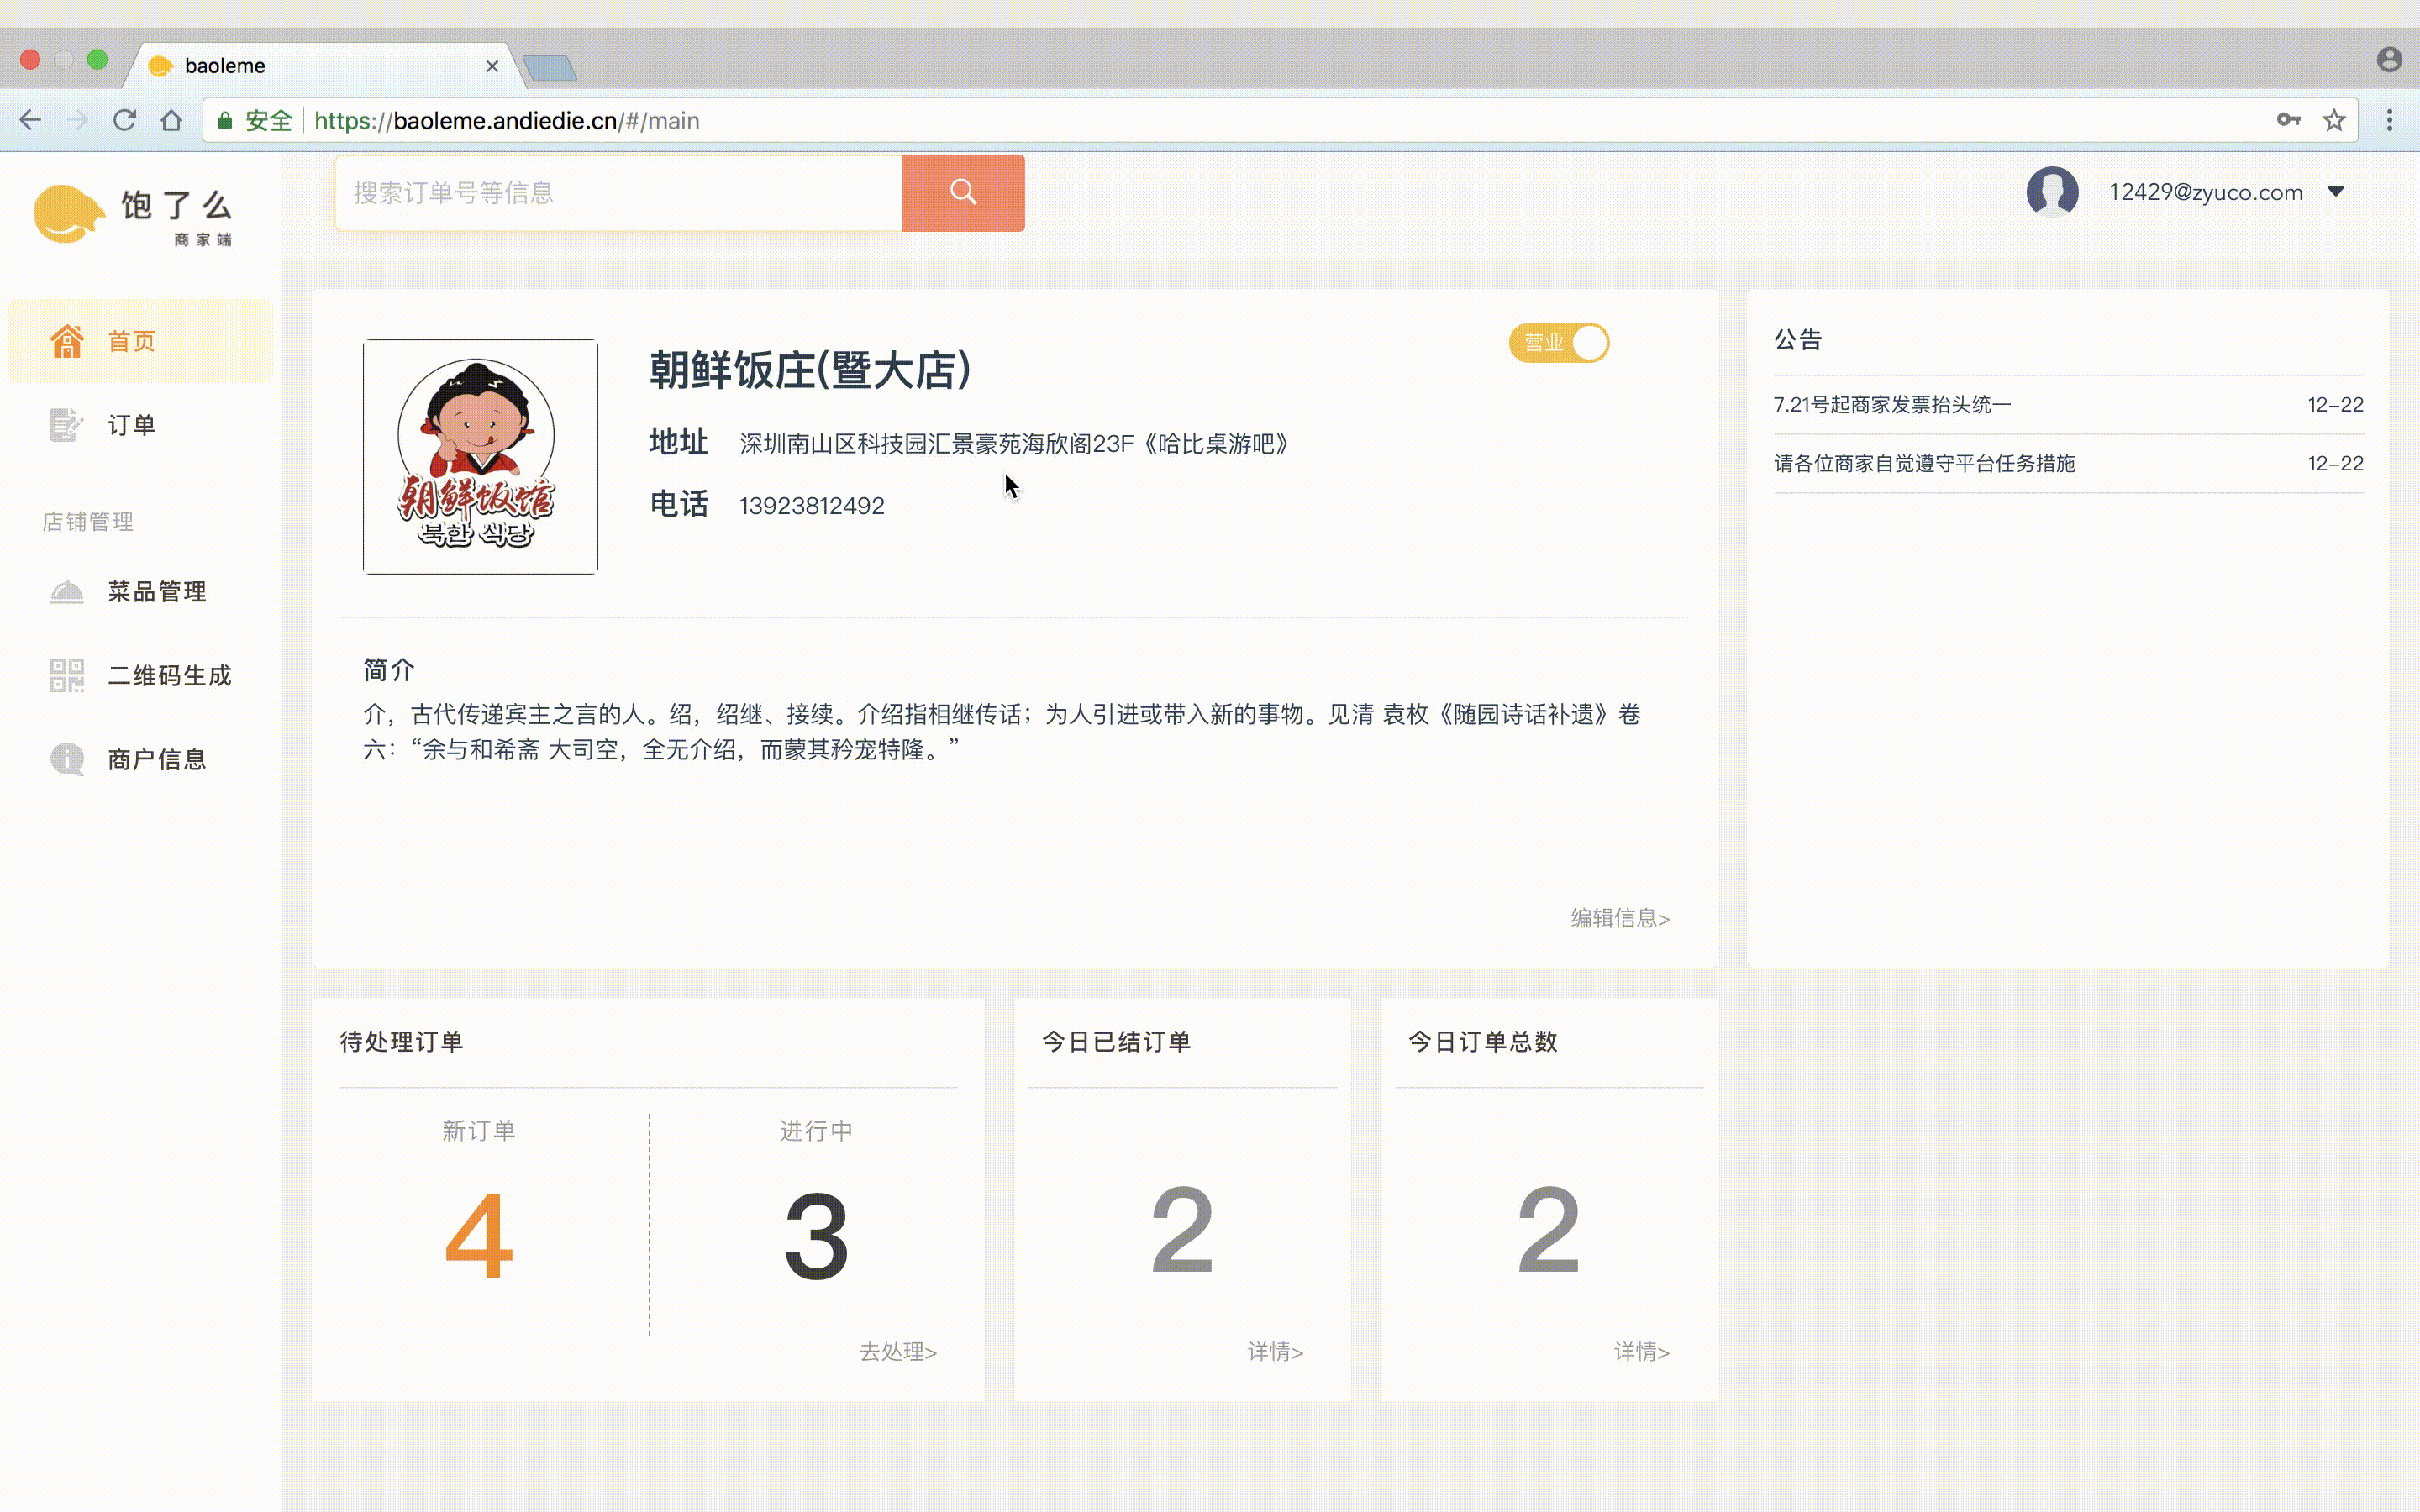 baoleme
安全 https://baoleme.andiedie.cn/#/main
饱了么
商家端
搜索订单号等信息
12429@zyuco.com
首页
订单
店铺管理
菜品管理
二维码生成
商户信息
朝鲜饭馆
북한 식당
朝鲜饭庄(暨大店)
营业
地址 深圳南山区科技园汇景豪苑海欣阁23F《哈比桌游吧》
电话 13923812492
简介
介，古代传递宾主之言的人。绍，绍继、接续。介绍指相继传话；为人引进或带入新的事物。见清 袁枚《随园诗话补遗》卷
六：“余与和希斋 大司空，全无介绍，而蒙其矜宠特隆。”
编辑信息>
公告
7.21号起商家发票抬头统一 12-22
请各位商家自觉遵守平台任务措施 12-22
待处理订单
新订单 进行中
4 3
去处理>
今日已结订单
2
详情>
今日订单总数
2
详情>